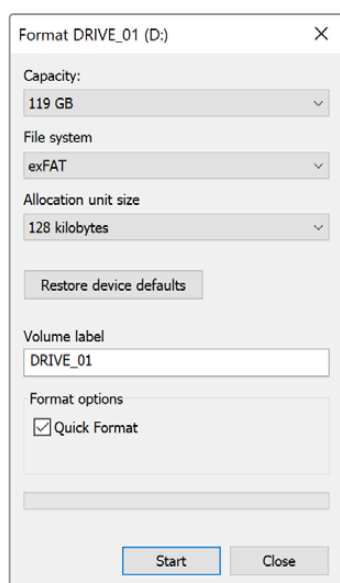 Format DRIVE_01 (D:)
Capacity:
119 GB
File system
exFAT
Allocation unit size
128 kilobytes
Restore device defaults
Volume label
DRIVE_01
Format options
Quick Format
Start Close